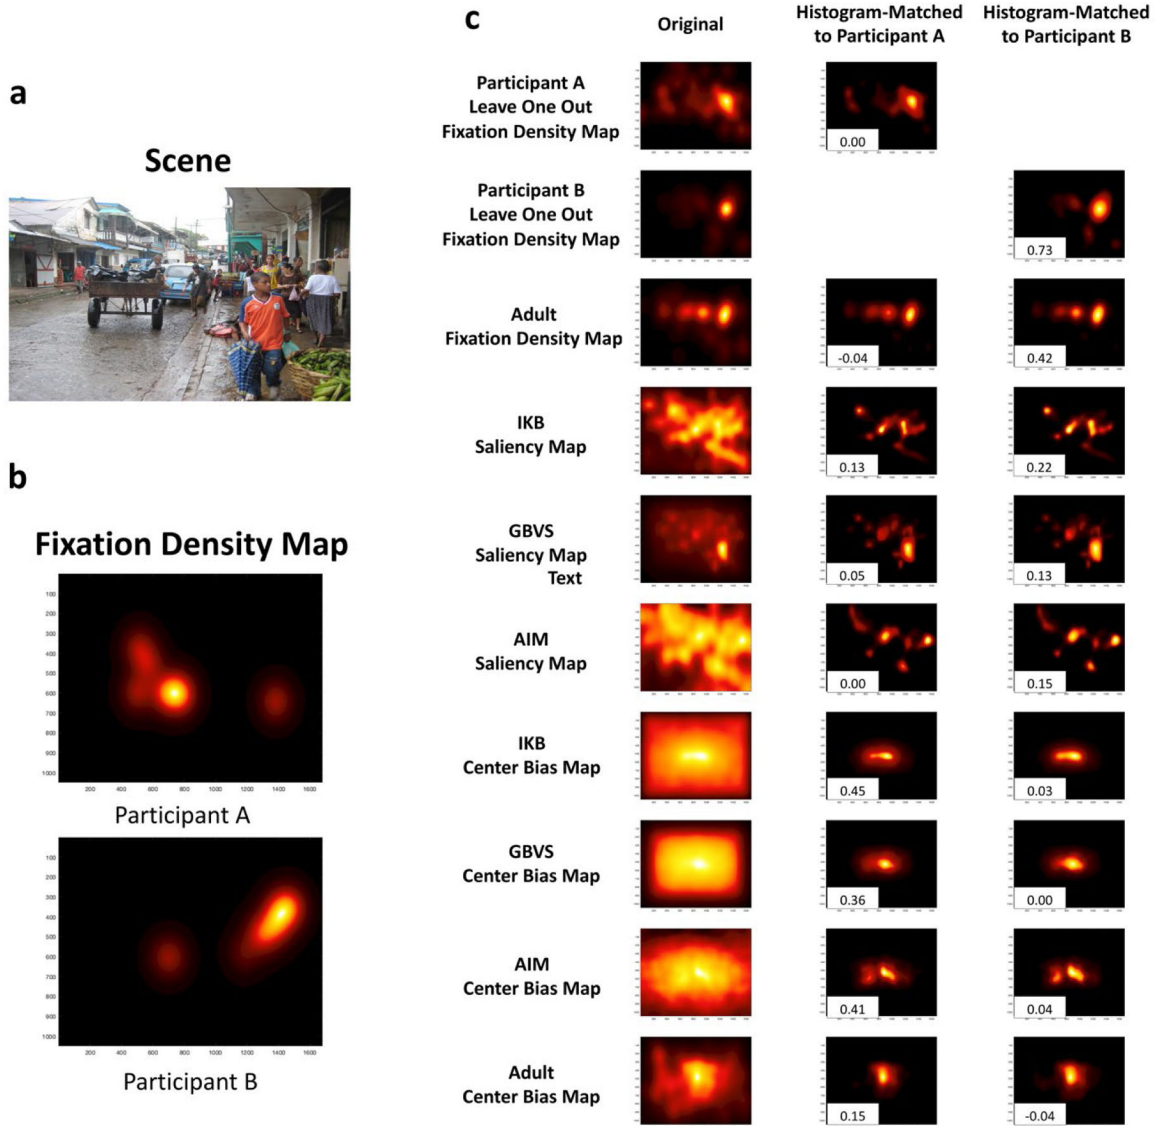 a
Scene
b
Fixation Density Map
100
200
300
400
500
600
700
800
900
1000
200 400 600 800 1000 1200 1400 1600
Participant A
100
200
300
400
500
600
700
800
900
1000
200 400 600 800 1000 1200 1400 1600
Participant B
c
Original
Histogram-Matched
to Participant A
Histogram-Matched
to Participant B
Participant A
Leave One Out
Fixation Density Map
0.00
Participant B
Leave One Out
Fixation Density Map
0.73
Adult
Fixation Density Map
-0.04
0.42
IKB
Saliency Map
0.13
0.22
GBVS
Saliency Map
Text
0.05
0.13
AIM
Saliency Map
0.00
0.15
IKB
Center Bias Map
0.45
0.03
GBVS
Center Bias Map
0.36
0.00
AIM
Center Bias Map
0.41
0.04
Adult
Center Bias Map
0.15
-0.04